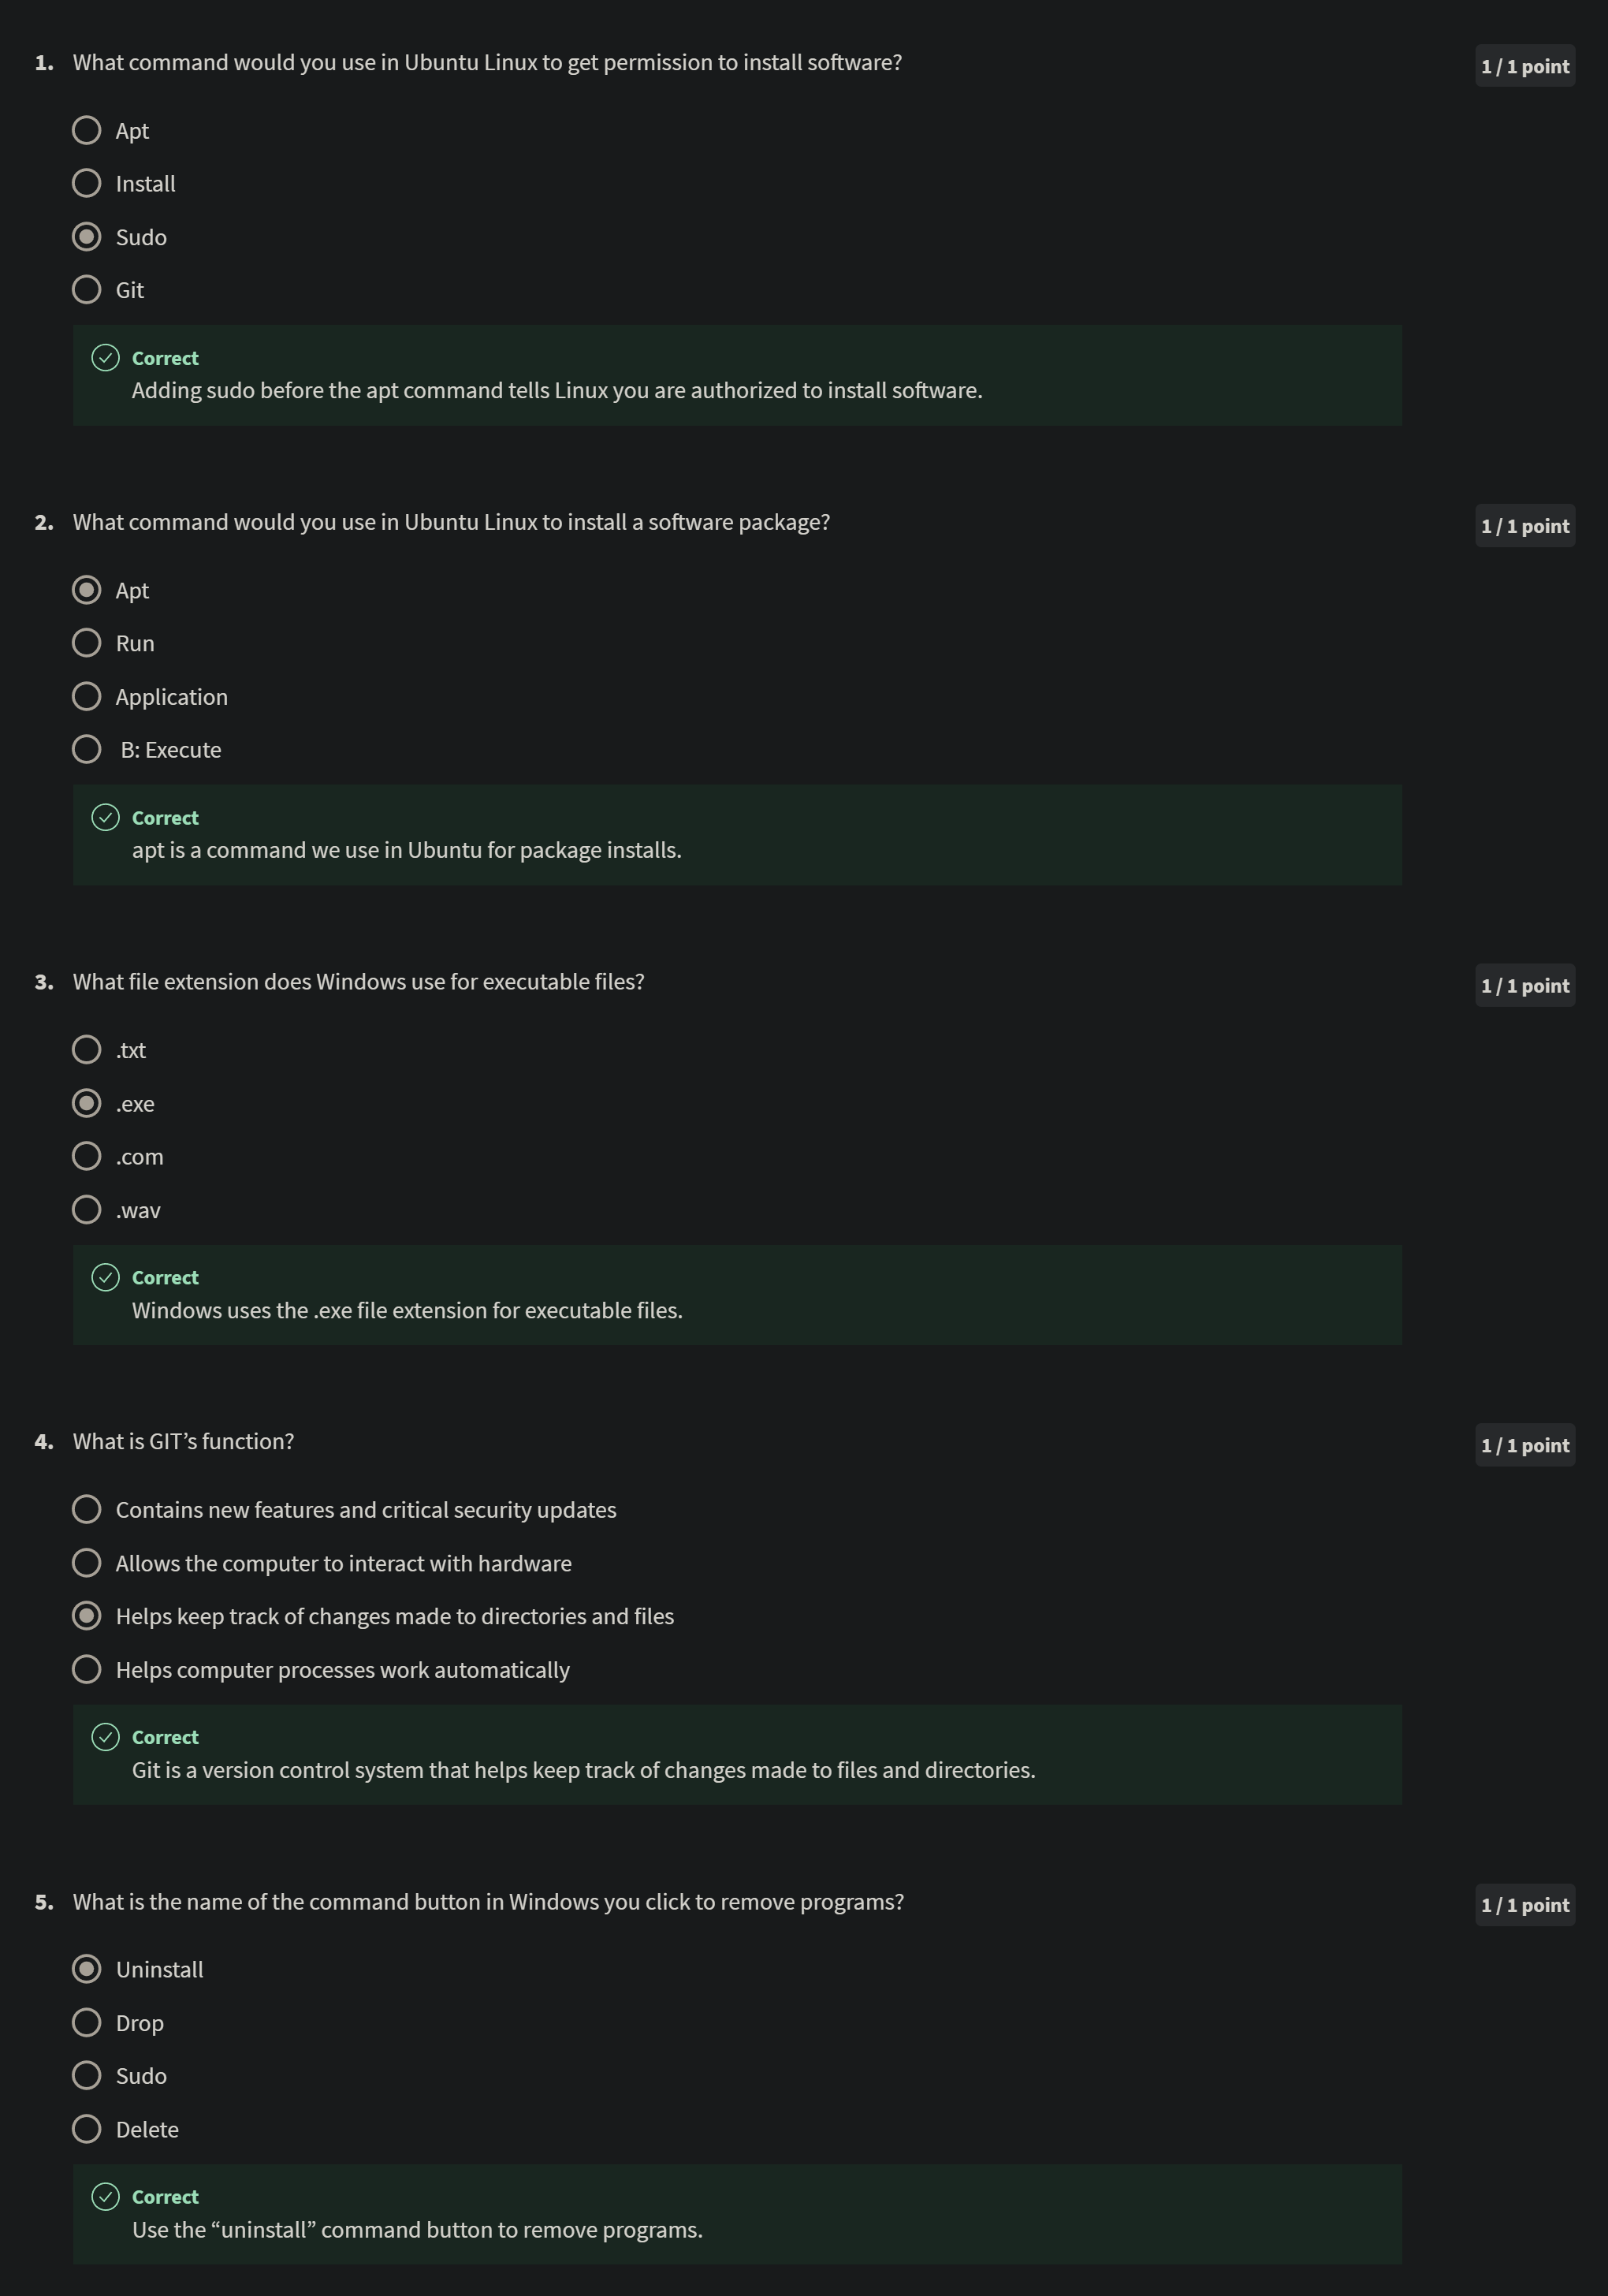 1. What command would you use in Ubuntu Linux to get permission to install software?
1 / 1 point
Apt
Install
Sudo
Git
Correct
Adding sudo before the apt command tells Linux you are authorized to install software.
2. What command would you use in Ubuntu Linux to install a software package?
1 / 1 point
Apt
Run
Application
B: Execute
Correct
apt is a command we use in Ubuntu for package installs.
3. What file extension does Windows use for executable files?
1 / 1 point
.txt
.exe
.com
.wav
Correct
Windows uses the .exe file extension for executable files.
4. What is GIT’s function?
1 / 1 point
Contains new features and critical security updates
Allows the computer to interact with hardware
Helps keep track of changes made to directories and files
Helps computer processes work automatically
Correct
Git is a version control system that helps keep track of changes made to files and directories.
5. What is the name of the command button in Windows you click to remove programs?
1 / 1 point
Uninstall
Drop
Sudo
Delete
Correct
Use the “uninstall” command button to remove programs.